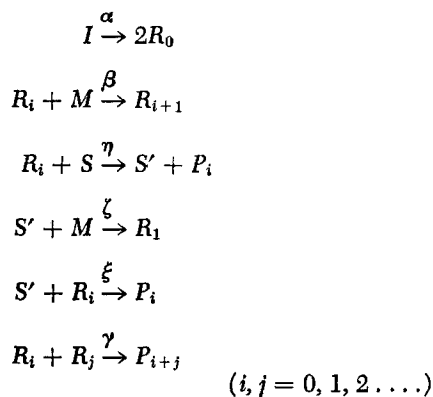 I →α 2R₀
Rᵢ + M →β Rᵢ₊₁
Rᵢ + S →η S′ + Pᵢ
S′ + M →ζ R₁
S′ + Rᵢ →ξ Pᵢ
Rᵢ + Rⱼ →γ Pᵢ₊ⱼ
(i, j = 0, 1, 2 . . . .)